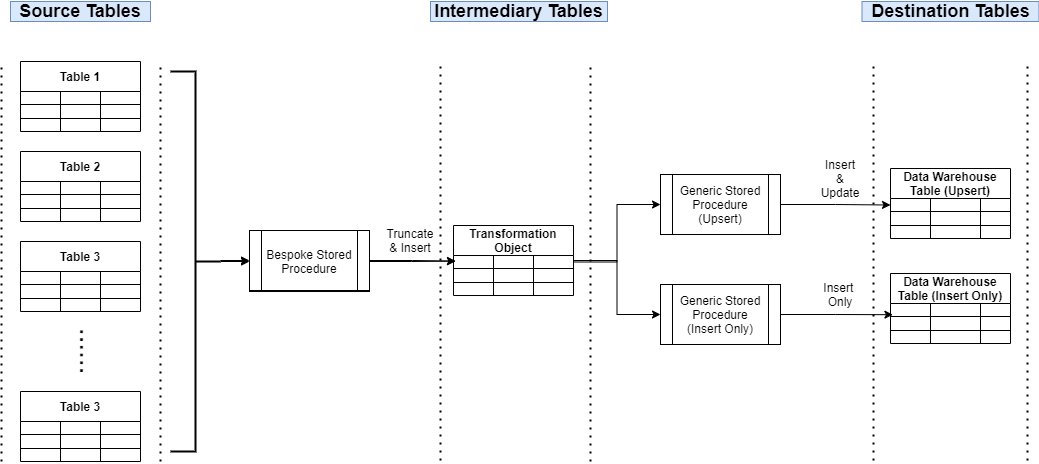 Source Tables
Intermediary Tables
Destination Tables
Table 1
Table 2
Table 3
Table 3
Bespoke Stored
Procedure
Truncate
& Insert
Transformation
Object
Generic Stored
Procedure
(Upsert)
Insert
&
Update
Data Warehouse
Table (Upsert)
Generic Stored
Procedure
(Insert Only)
Insert
Only
Data Warehouse
Table (Insert Only)